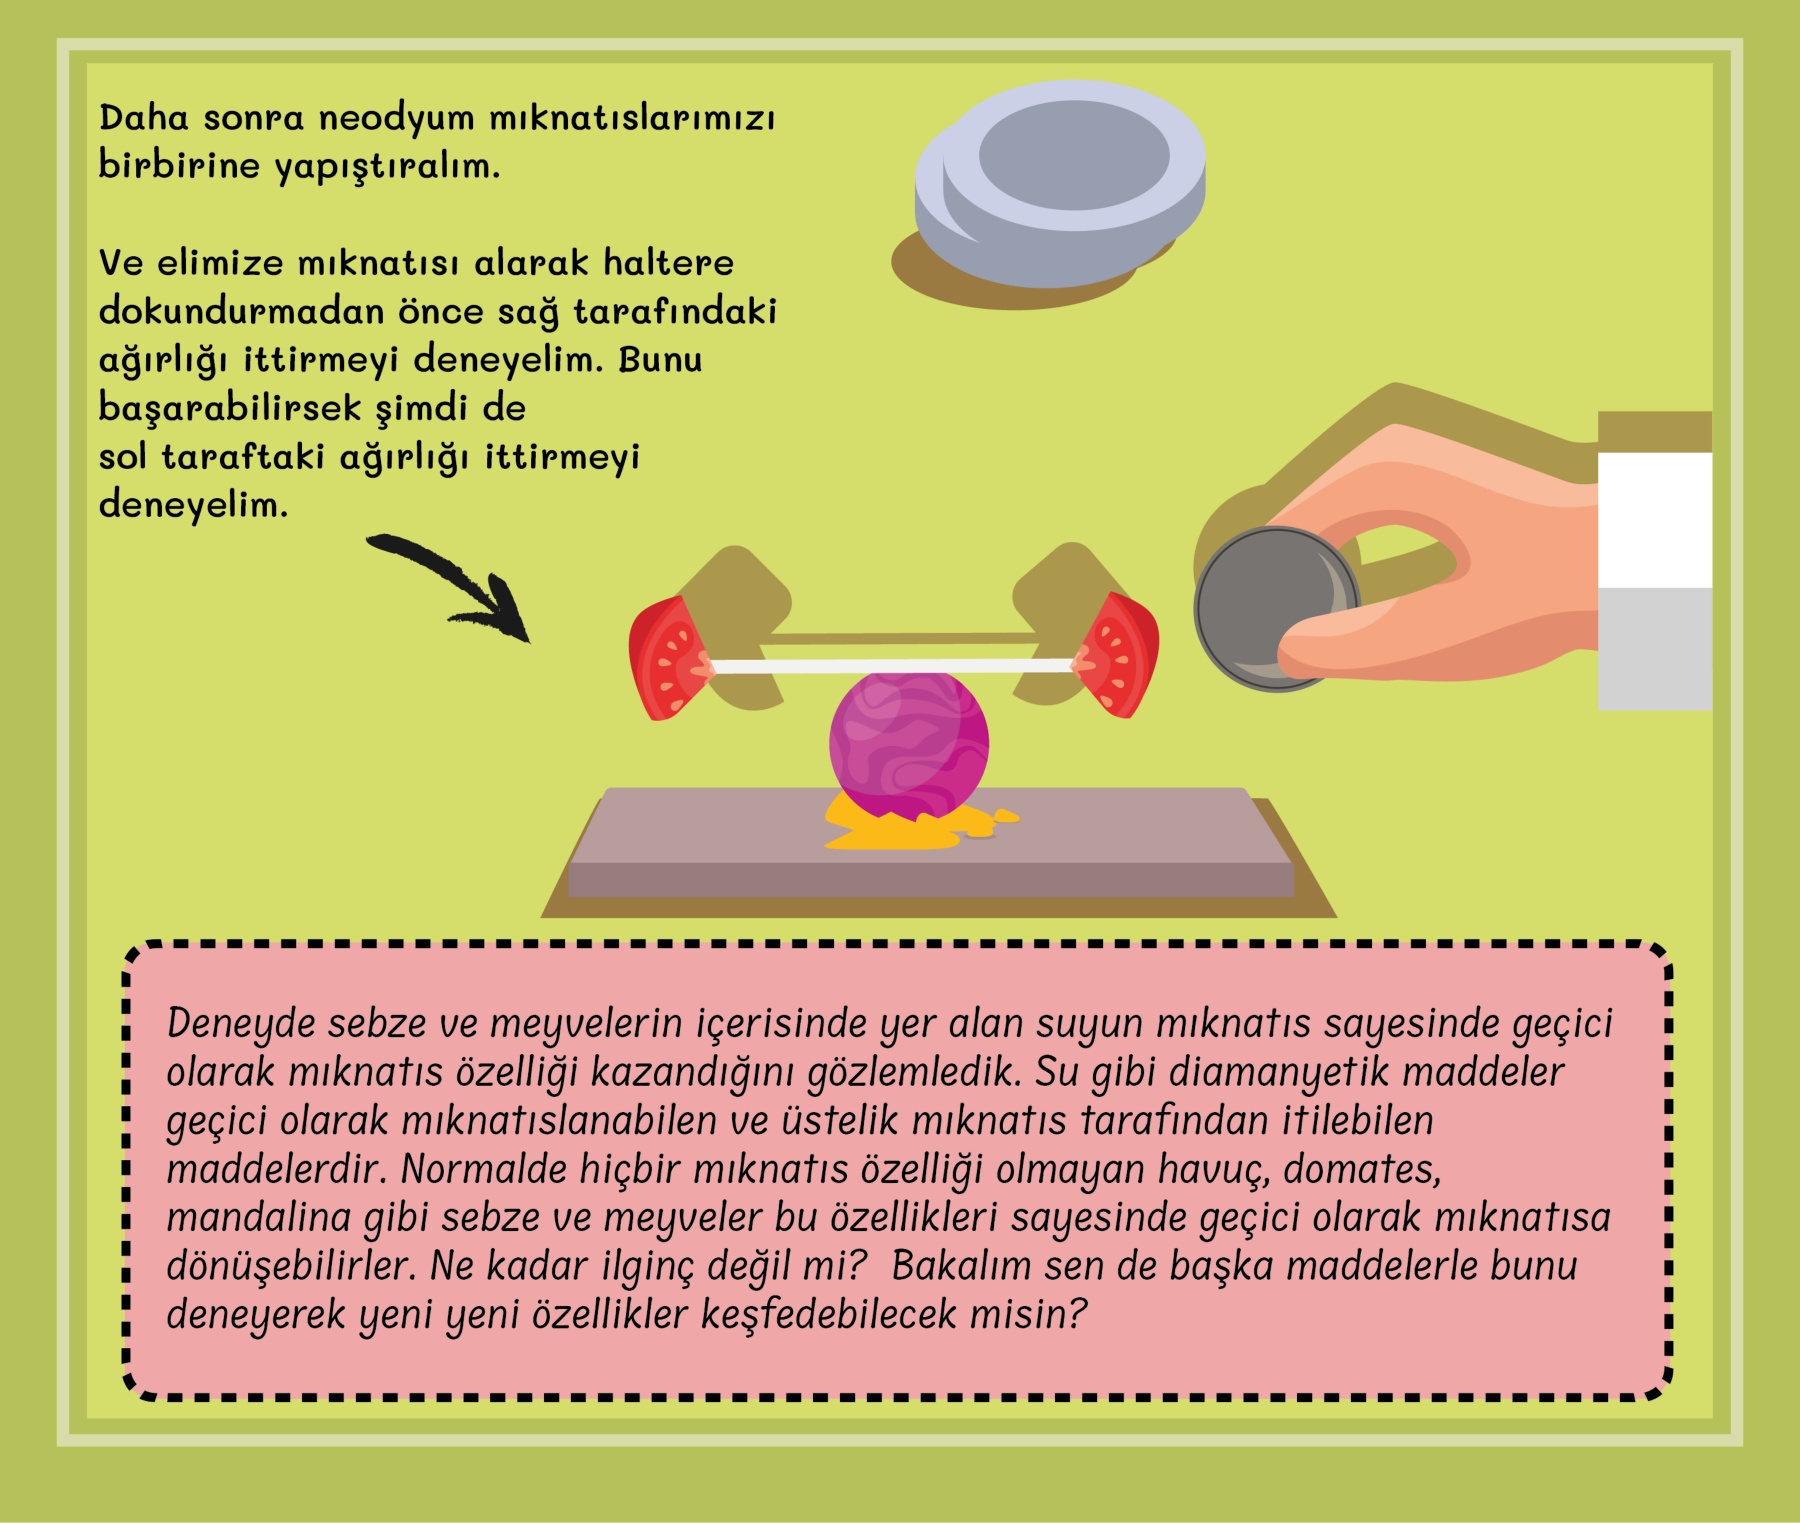 Daha sonra neodyum mıknatıslarımızı
birbirine yapıştıralım.
Ve elimize mıknatısı alarak haltere
dokundurmadan önce sağ tarafındaki
ağırlığı ittirmeyi deneyelim. Bunu
başarabilirsek şimdi de
sol taraftaki ağırlığı ittirmeyi
deneyelim.
Deneyde sebze ve meyvelerin içerisinde yer alan suyun mıknatıs sayesinde geçici
olarak mıknatıs özelliği kazandığını gözlemledik. Su gibi diamanyetik maddeler
geçici olarak mıknatıslanabilen ve üstelik mıknatıs tarafından itilebilen
maddelerdir. Normalde hiçbir mıknatıs özelliği olmayan havuç, domates,
mandalina gibi sebze ve meyveler bu özellikleri sayesinde geçici olarak mıknatısa
dönüşebilirler. Ne kadar ilginç değil mi?  Bakalım sen de başka maddelerle bunu
deneyerek yeni yeni özellikler keşfedebilecek misin?